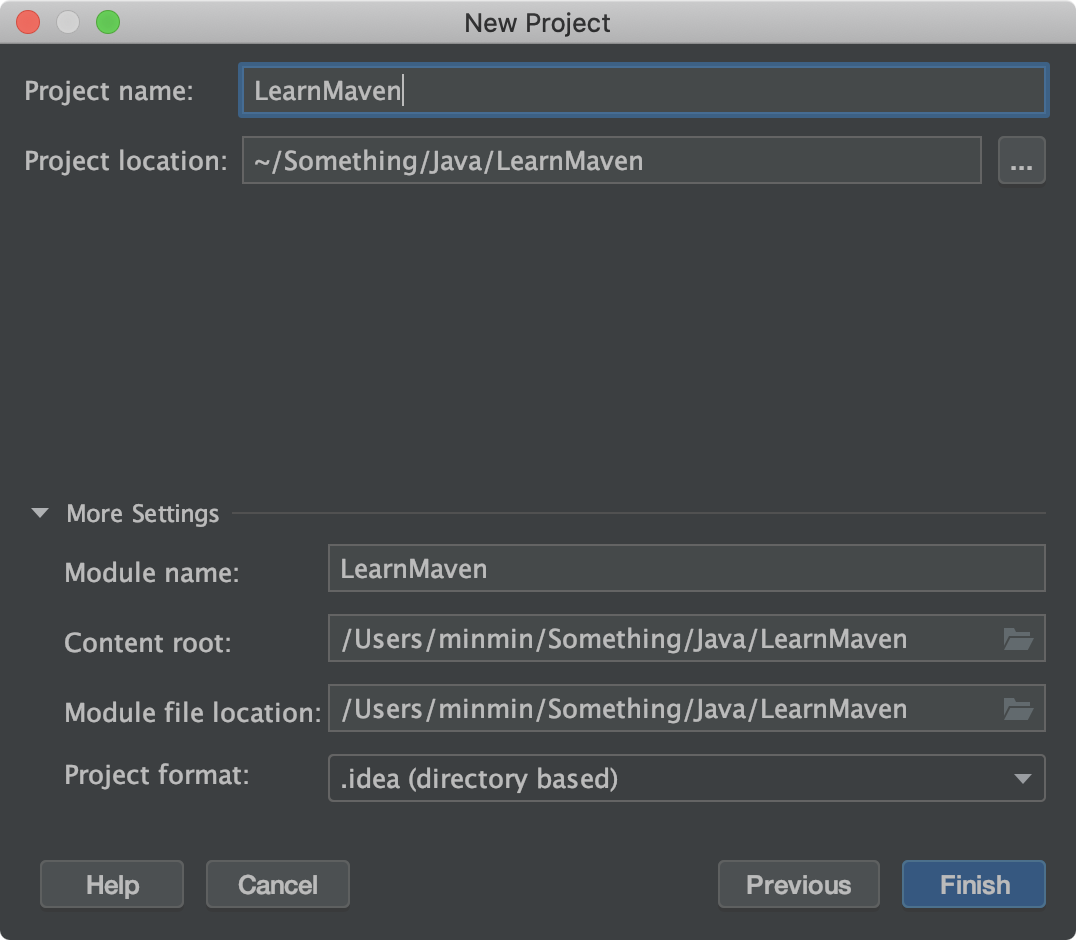 New Project
Project name: LearnMaven
Project location: ~/Something/Java/LearnMaven ...
More Settings
Module name: LearnMaven
Content root: /Users/minmin/Something/Java/LearnMaven
Module file location: /Users/minmin/Something/Java/LearnMaven
Project format: .idea (directory based)
Help Cancel Previous Finish